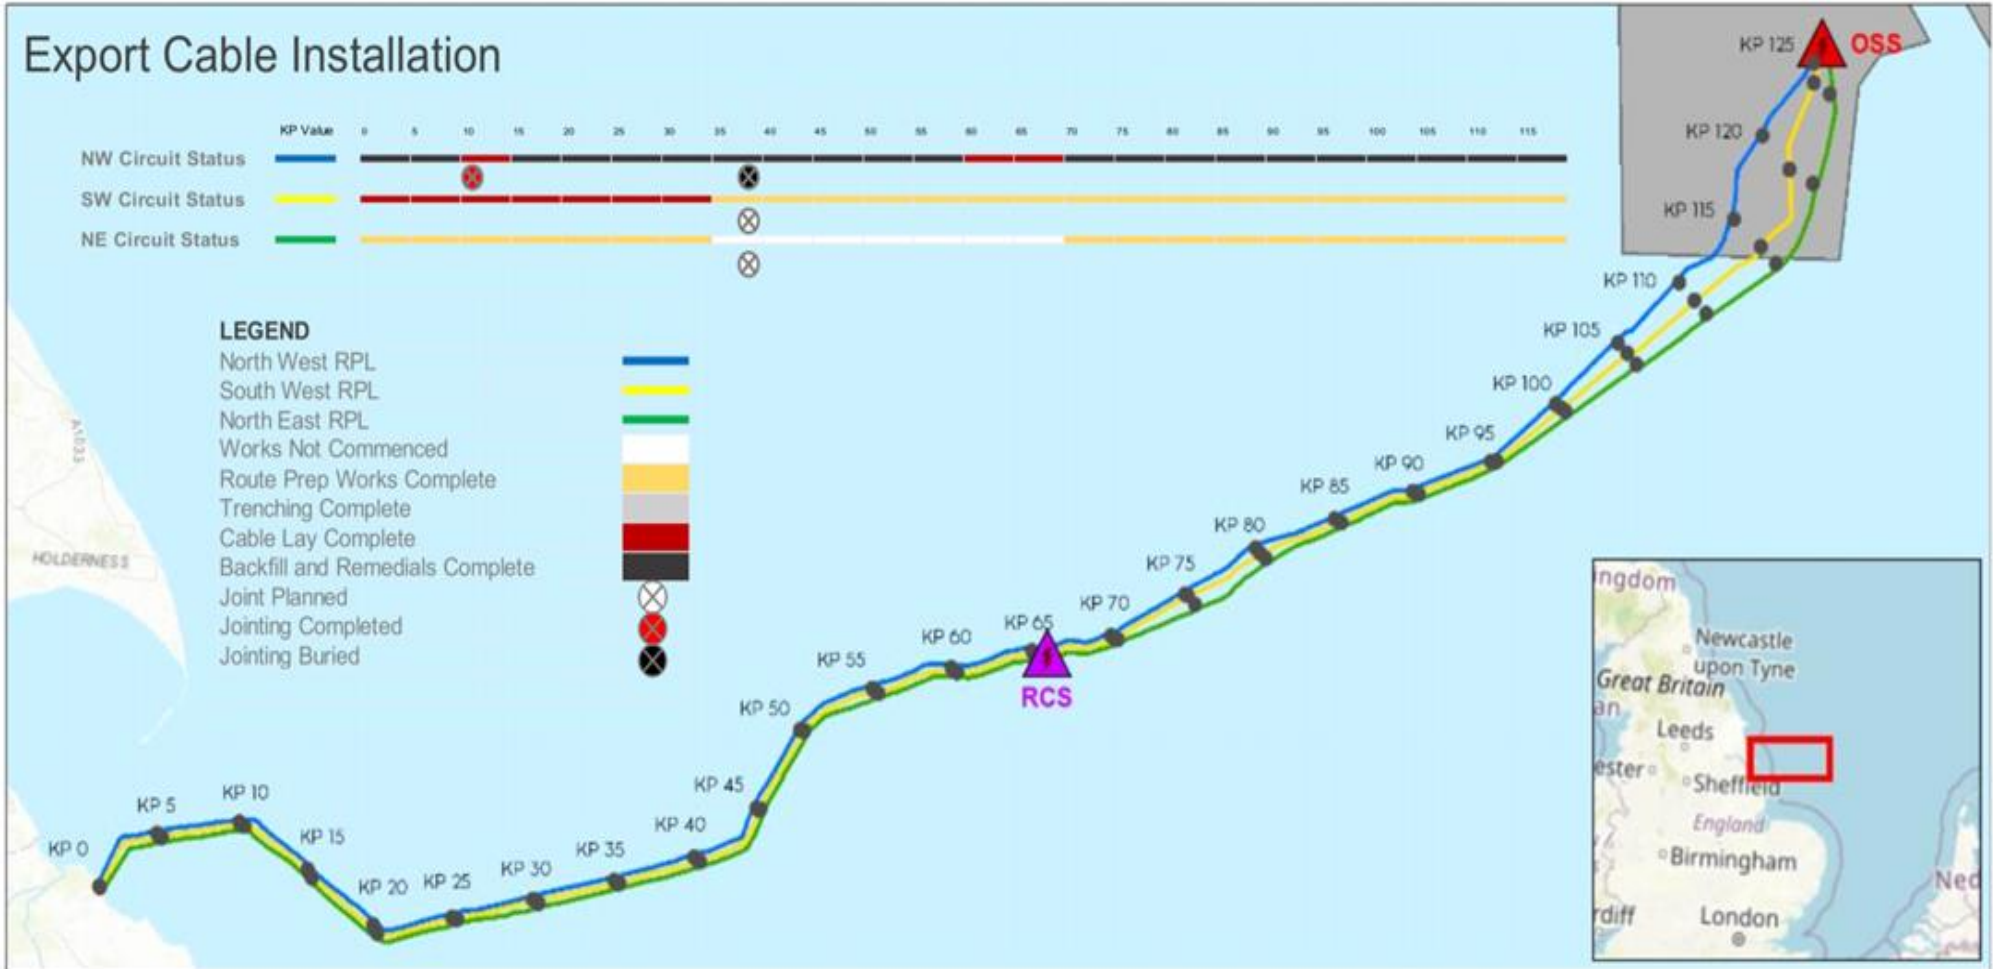 Export Cable Installation
KP Value 0 5 10 15 20 25 30 35 40 45 50 55 60 65 70 75 80 85 90 95 100 105 110 115
NW Circuit Status
SW Circuit Status
NE Circuit Status
LEGEND
North West RPL
South West RPL
North East RPL
Works Not Commenced
Route Prep Works Complete
Trenching Complete
Cable Lay Complete
Backfill and Remedials Complete
Joint Planned
Jointing Completed
Jointing Buried
A1033
HOLDERNESS
KP 0
KP 5
KP 10
KP 15
KP 20
KP 25
KP 30
KP 35
KP 40
KP 45
KP 50
KP 55
KP 60
KP 65
RCS
KP 70
KP 75
KP 80
KP 85
KP 90
KP 95
KP 100
KP 105
KP 110
KP 115
KP 120
KP 125
OSS
ingdom
Newcastle
upon Tyne
Great Britain
an
Leeds
ester
Sheffield
England
Birmingham
Ned
rdiff
London